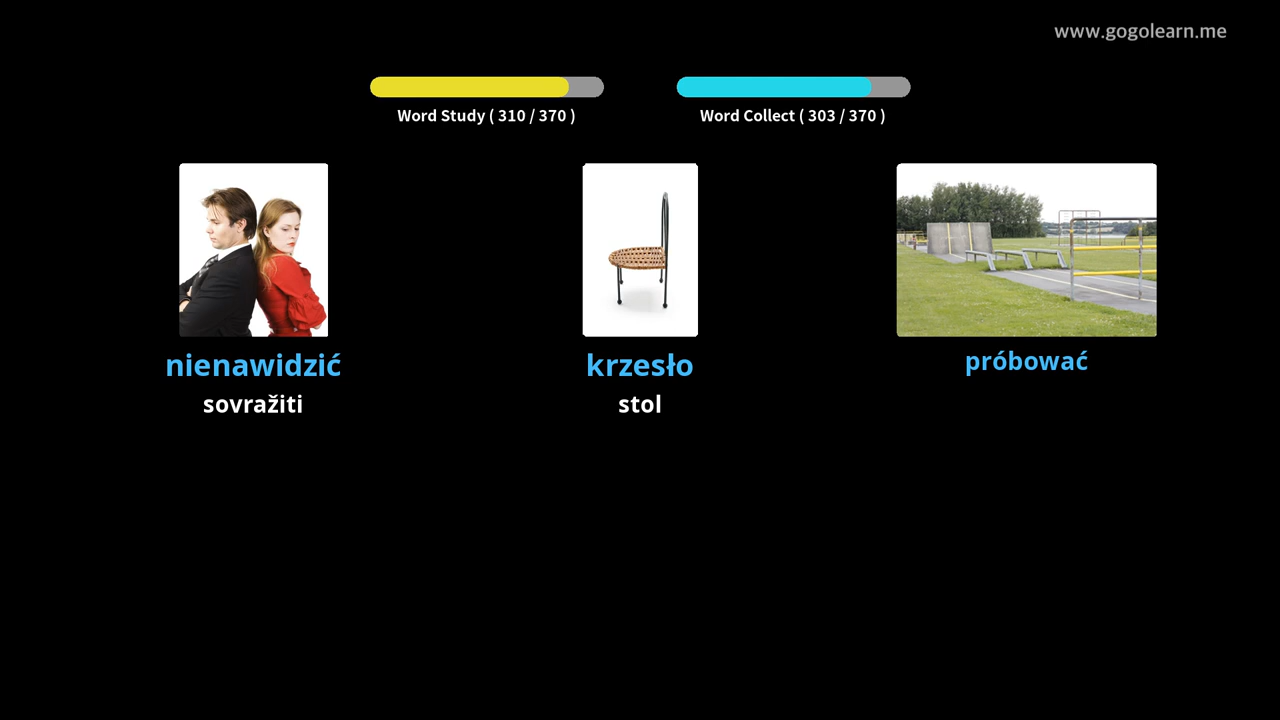 www.gogolearn.me
Word Study ( 310 / 370 )
Word Collect ( 303 / 370 )
nienawidzić
sovražiti
krzesło
stol
próbować